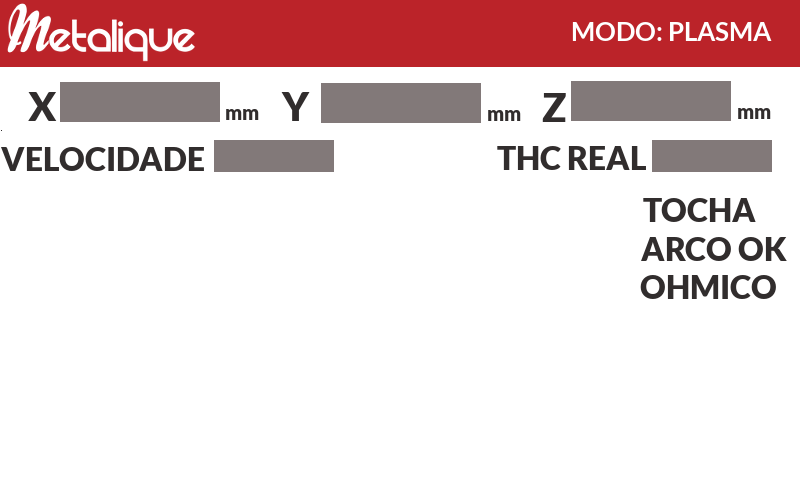 Metalique MODO: PLASMA
X mm Y mm Z mm
VELOCIDADE THC REAL
TOCHA
ARCO OK
OHMICO